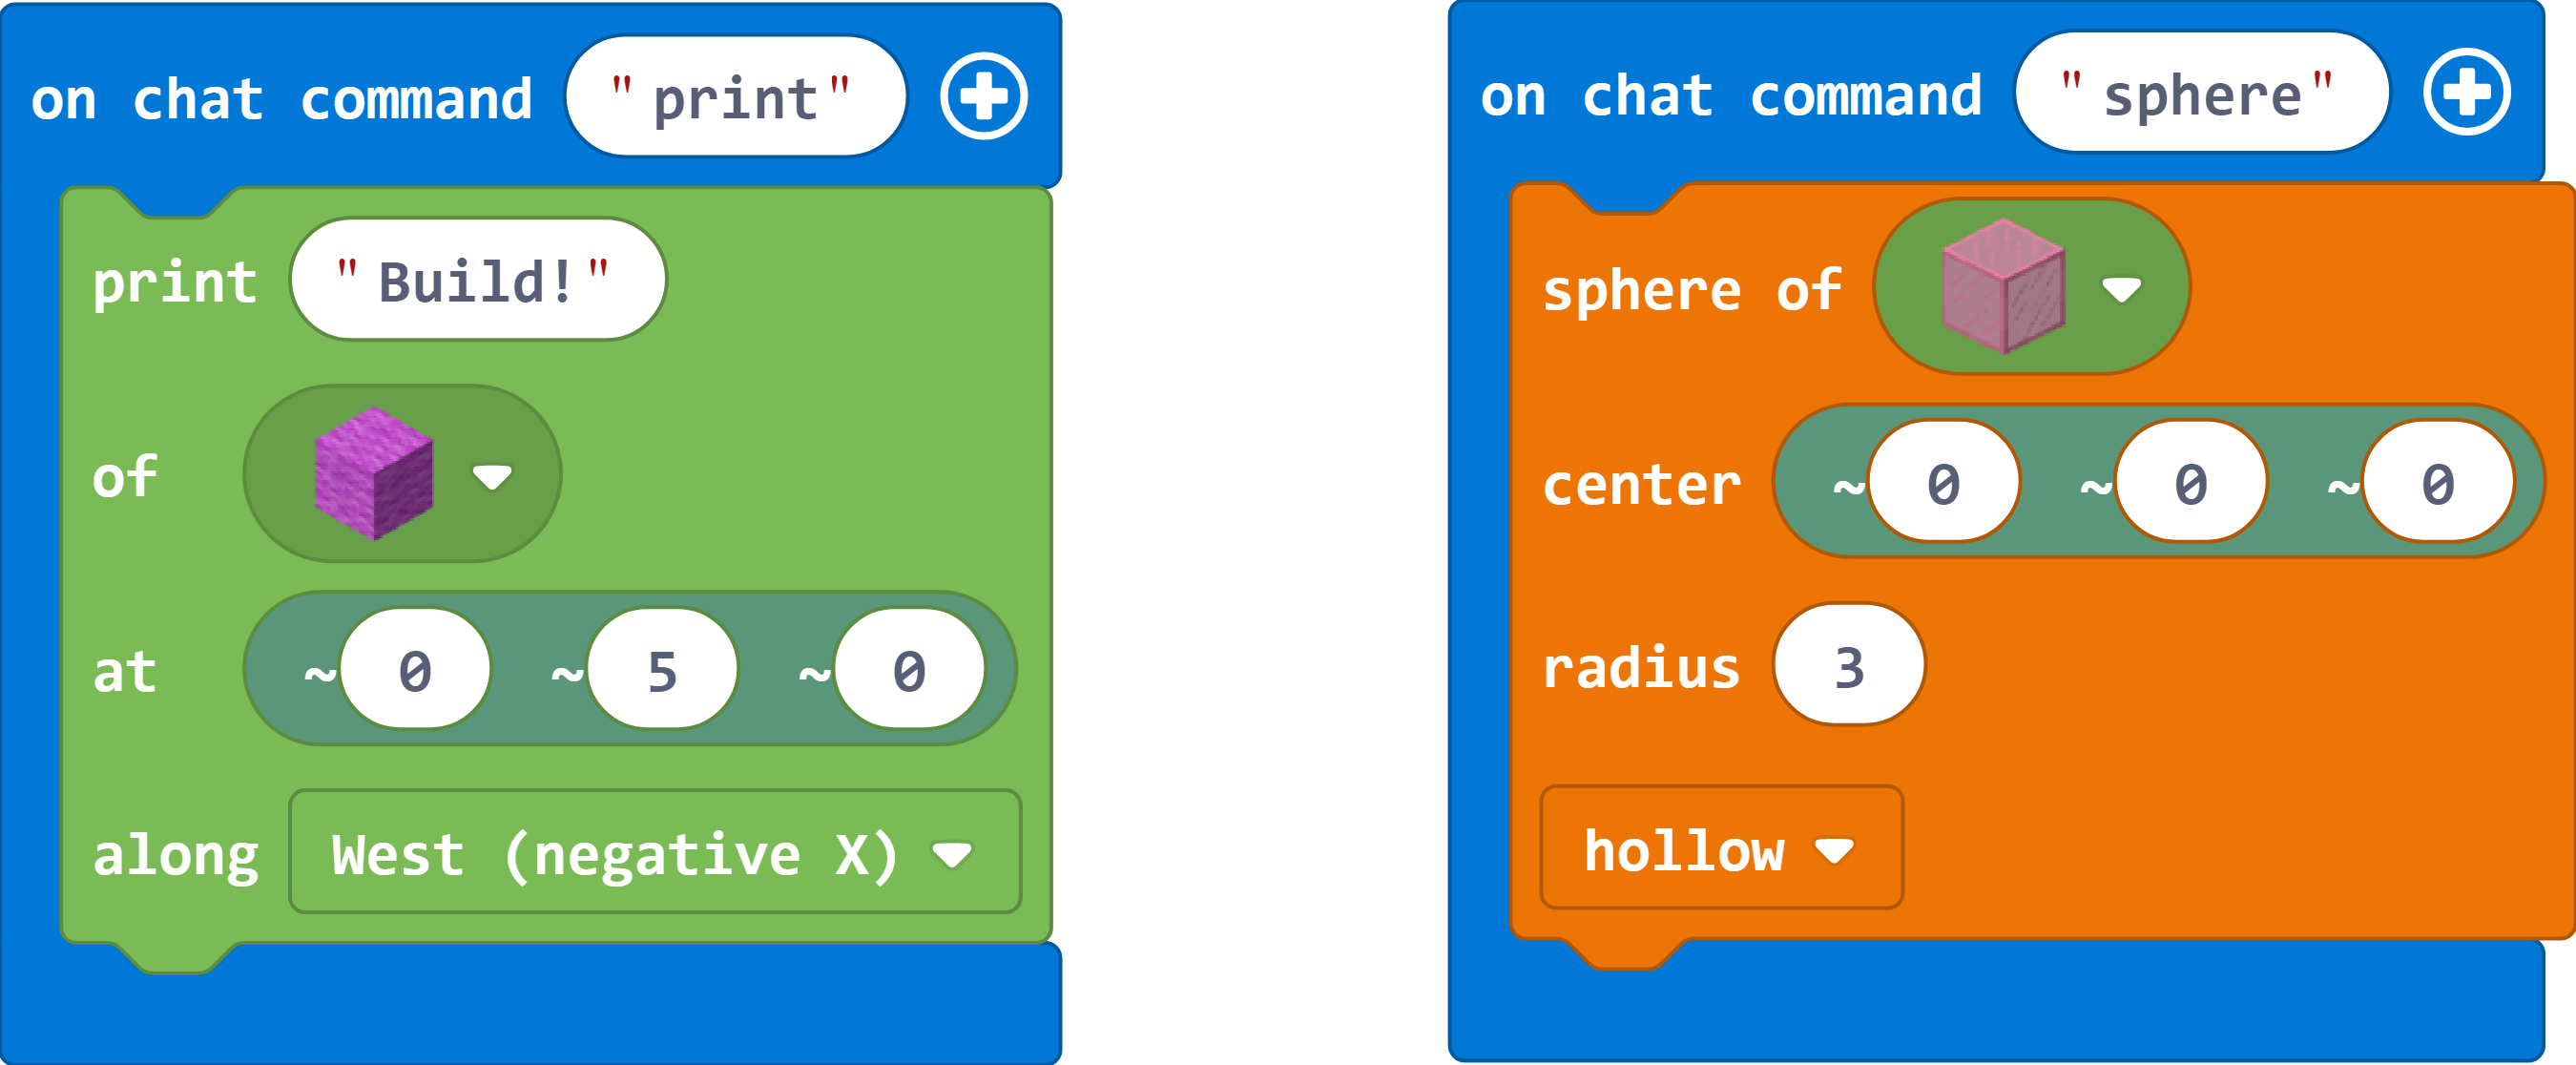 on chat command "print"
print "Build!"
of
at ~0 ~5 ~0
along West (negative X)
on chat command "sphere"
sphere of
center ~0 ~0 ~0
radius 3
hollow